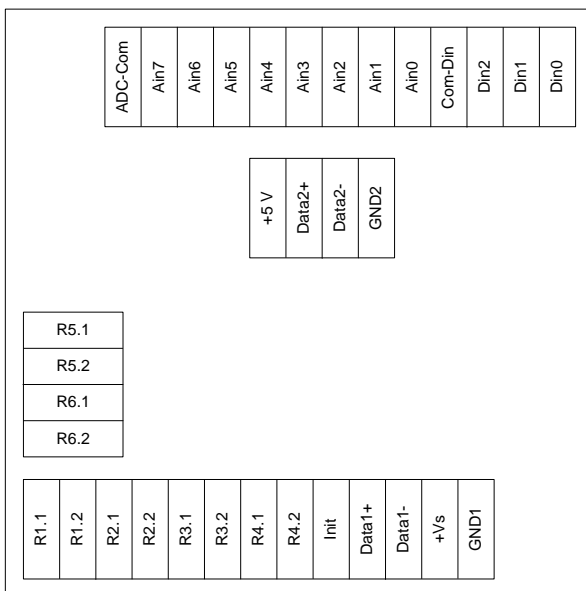 ADC-Com Ain7 Ain6 Ain5 Ain4 Ain3 Ain2 Ain1 Ain0 Com-Din Din2 Din1 Din0
+5 V Data2+ Data2- GND2
R5.1
R5.2
R6.1
R6.2
R1.1 R1.2 R2.1 R2.2 R3.1 R3.2 R4.1 R4.2 Init Data1+ Data1- +Vs GND1